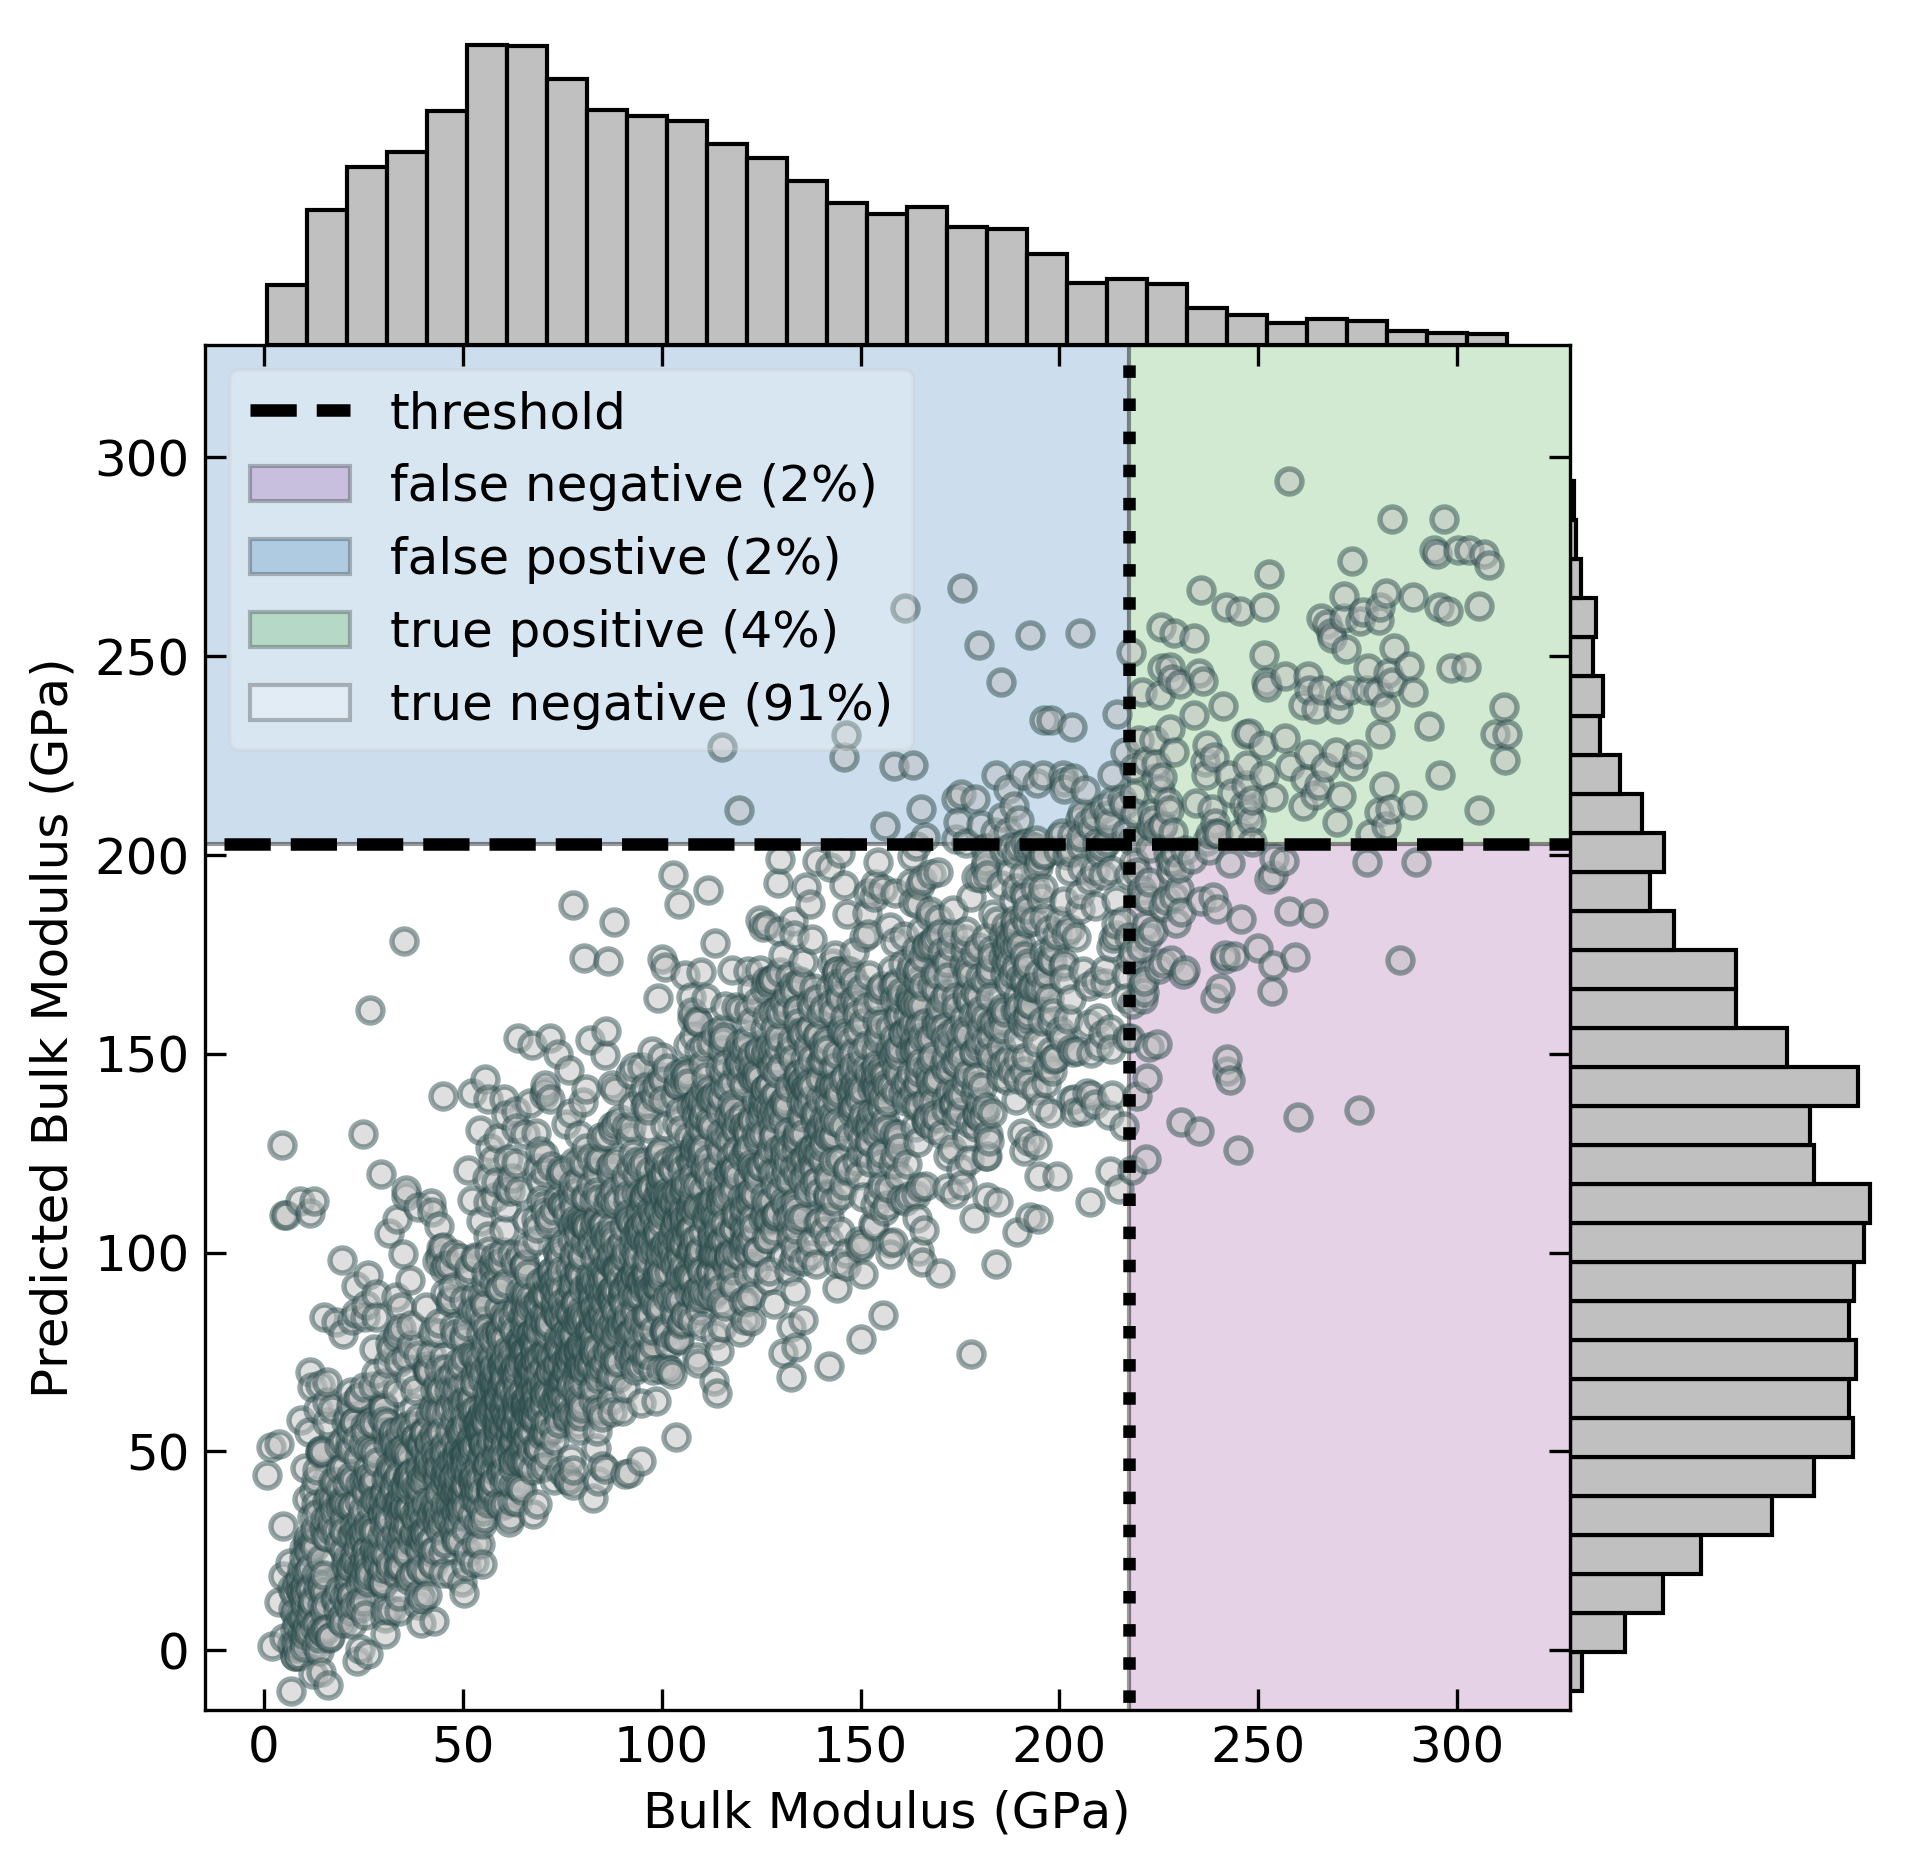 threshold
false negative (2%)
false postive (2%)
true positive (4%)
true negative (91%)
300
250
200
150
100
50
0
Predicted Bulk Modulus (GPa)
0 50 100 150 200 250 300
Bulk Modulus (GPa)